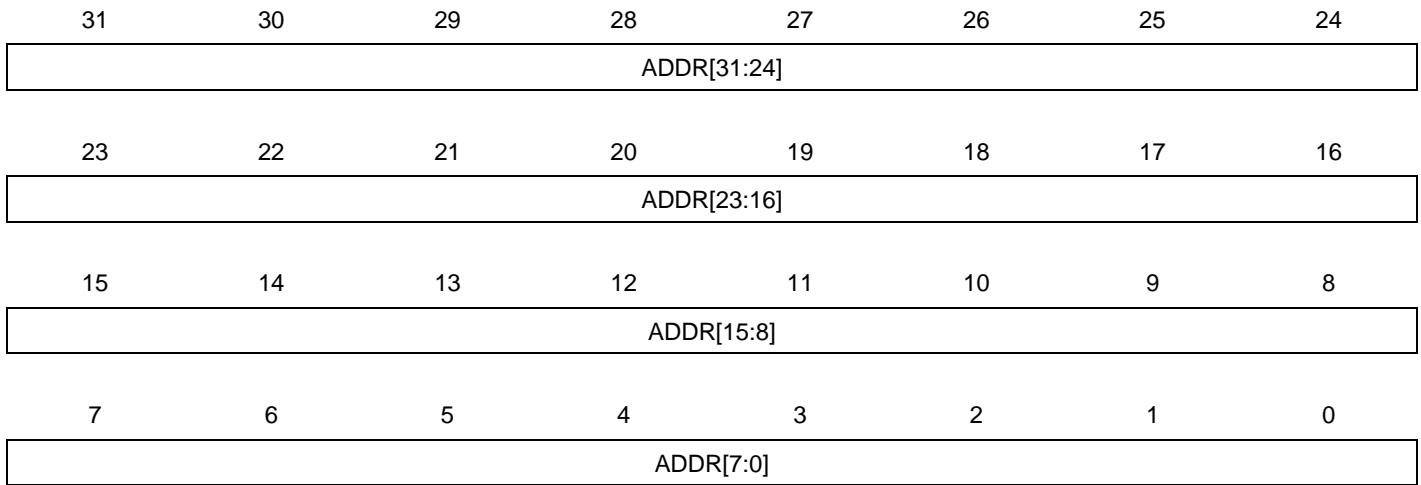 31 30 29 28 27 26 25 24
ADDR[31:24]
23 22 21 20 19 18 17 16
ADDR[23:16]
15 14 13 12 11 10 9 8
ADDR[15:8]
7 6 5 4 3 2 1 0
ADDR[7:0]